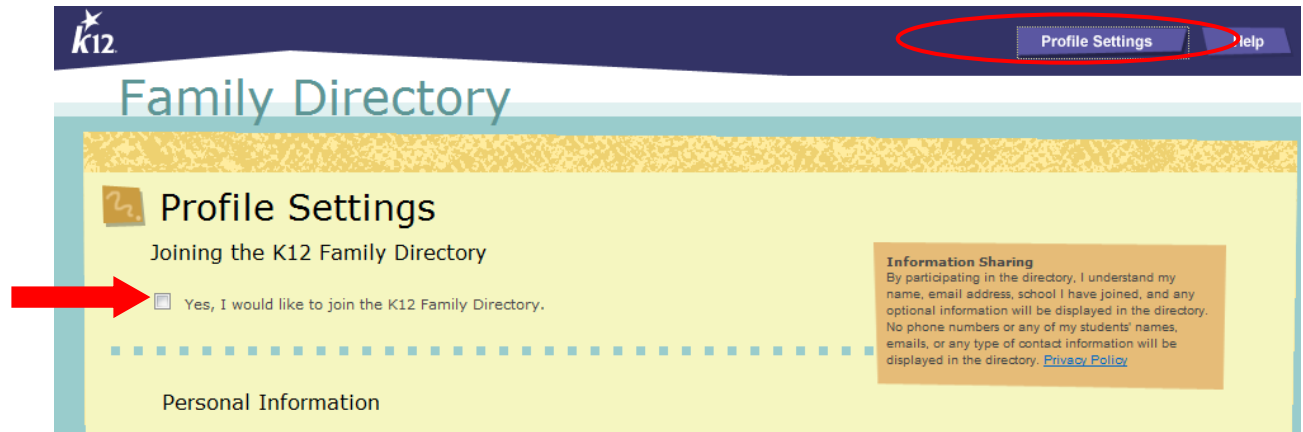 K12
Profile Settings
Help
Family Directory
Profile Settings
Joining the K12 Family Directory
Yes, I would like to join the K12 Family Directory.
Information Sharing
By participating in the directory, I understand my
name, email address, school I have joined, and any
optional information will be displayed in the directory.
No phone numbers or any of my students' names,
emails, or any type of contact information will be
displayed in the directory. Privacy Policy
Personal Information